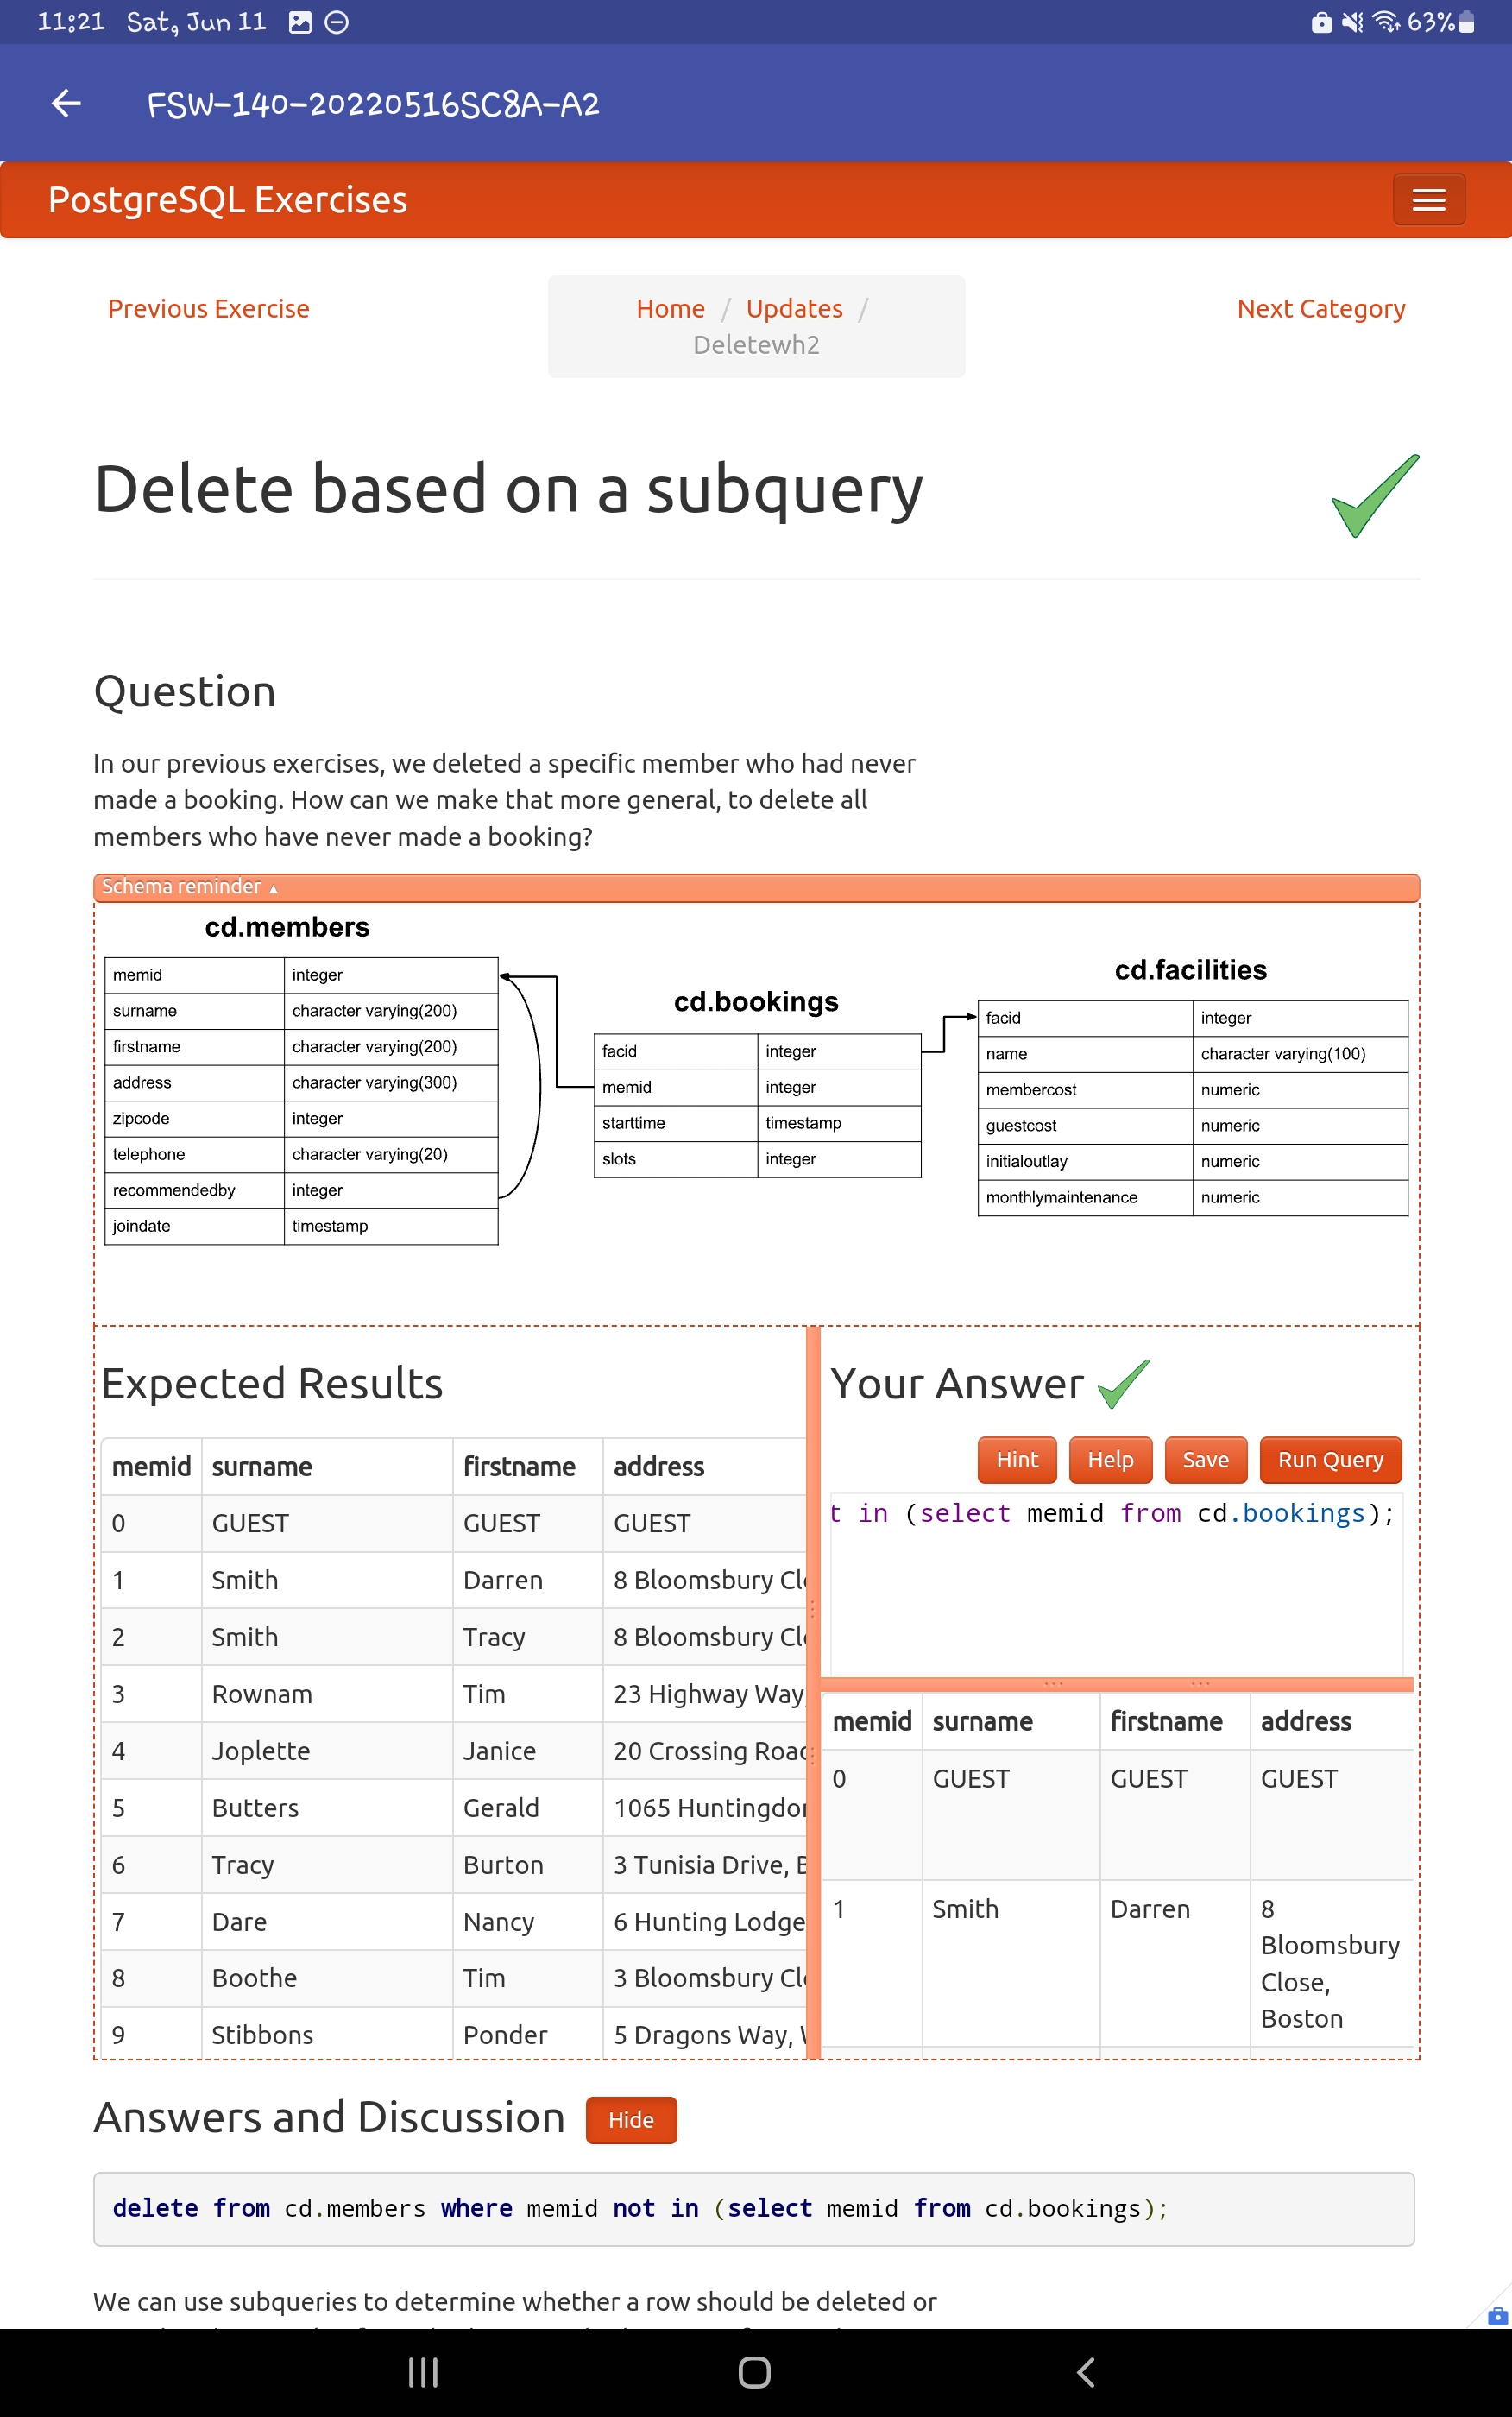 11:21 Sat, Jun 11 63%
FSW-140-20220516SC8A-A2
PostgreSQL Exercises
Previous Exercise
Home / Updates /
Deletewh2
Next Category
Delete based on a subquery
Question
In our previous exercises, we deleted a specific member who had never
made a booking. How can we make that more general, to delete all
members who have never made a booking?
Schema reminder ▲
cd.members
memid integer
surname character varying(200)
firstname character varying(200)
address character varying(300)
zipcode integer
telephone character varying(20)
recommendedby integer
joindate timestamp
cd.bookings
facid integer
memid integer
starttime timestamp
slots integer
cd.facilities
facid integer
name character varying(100)
membercost numeric
guestcost numeric
initialoutlay numeric
monthlymaintenance numeric
Expected Results
memid surname firstname address
0 GUEST GUEST GUEST
1 Smith Darren 8 Bloomsbury Cl
2 Smith Tracy 8 Bloomsbury Cl
3 Rownam Tim 23 Highway Way,
4 Joplette Janice 20 Crossing Road
5 Butters Gerald 1065 Huntingdon
6 Tracy Burton 3 Tunisia Drive, B
7 Dare Nancy 6 Hunting Lodge
8 Boothe Tim 3 Bloomsbury Cl
9 Stibbons Ponder 5 Dragons Way,
Your Answer
Hint Help Save Run Query
t in (select memid from cd.bookings);
memid surname firstname address
0 GUEST GUEST GUEST
1 Smith Darren 8
Bloomsbury
Close,
Boston
Answers and Discussion Hide
delete from cd.members where memid not in (select memid from cd.bookings);
We can use subqueries to determine whether a row should be deleted or